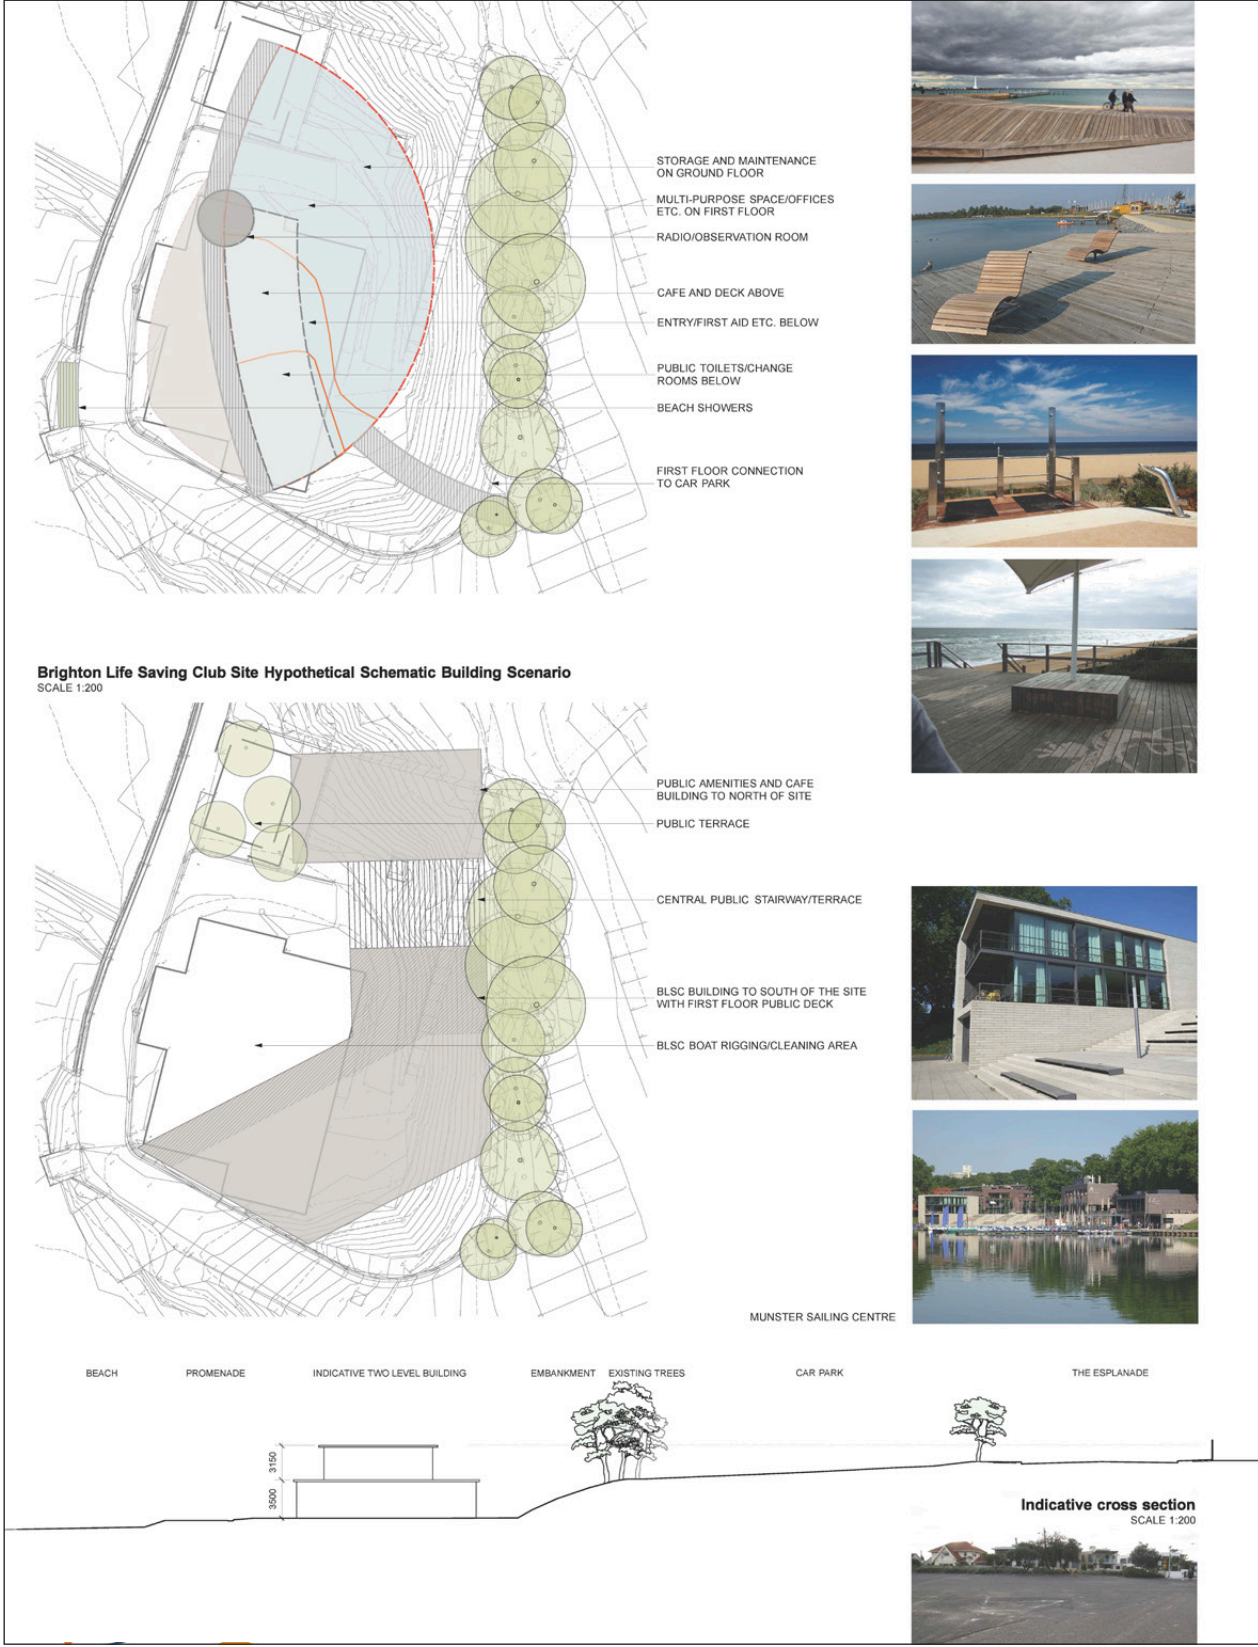 STORAGE AND MAINTENANCE
ON GROUND FLOOR
MULTI-PURPOSE SPACE/OFFICES
ETC. ON FIRST FLOOR
RADIO/OBSERVATION ROOM
CAFE AND DECK ABOVE
ENTRY/FIRST AID ETC. BELOW
PUBLIC TOILETS/CHANGE
ROOMS BELOW
BEACH SHOWERS
FIRST FLOOR CONNECTION
TO CAR PARK
Brighton Life Saving Club Site Hypothetical Schematic Building Scenario
SCALE 1:200
PUBLIC AMENITIES AND CAFE
BUILDING TO NORTH OF SITE
PUBLIC TERRACE
CENTRAL PUBLIC STAIRWAY/TERRACE
BLSC BUILDING TO SOUTH OF THE SITE
WITH FIRST FLOOR PUBLIC DECK
BLSC BOAT RIGGING/CLEANING AREA
MUNSTER SAILING CENTRE
BEACH
PROMENADE
INDICATIVE TWO LEVEL BUILDING
EMBANKMENT
EXISTING TREES
CAR PARK
THE ESPLANADE
3150
3500
Indicative cross section
SCALE 1:200